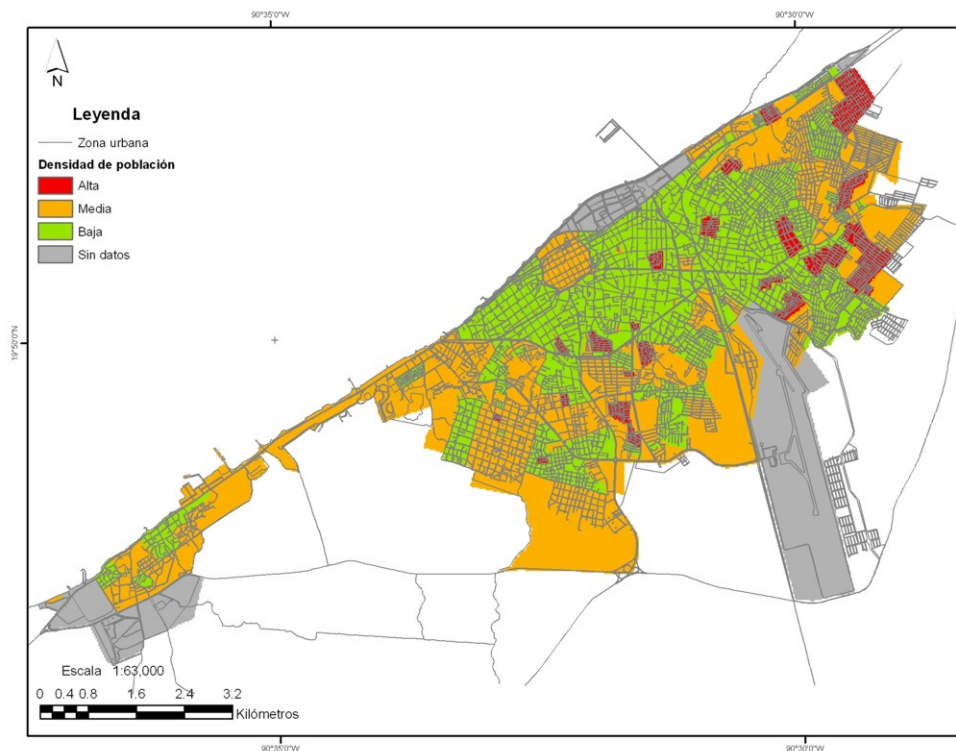 90°35'0"W
90°30'0"W
N
Leyenda
Zona urbana
Densidad de población
Alta
Media
Baja
Sin datos
19°50'0"N
Escala 1:63,000
0 0.4 0.8 1.6 2.4 3.2
Kilómetros
90°35'0"W
90°30'0"W